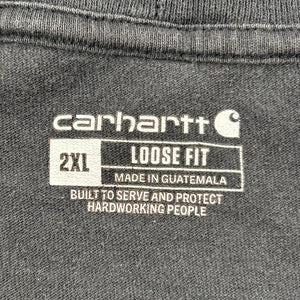 carhartt
2XL LOOSE FIT
MADE IN GUATEMALA
BUILT TO SERVE AND PROTECT
HARDWORKING PEOPLE